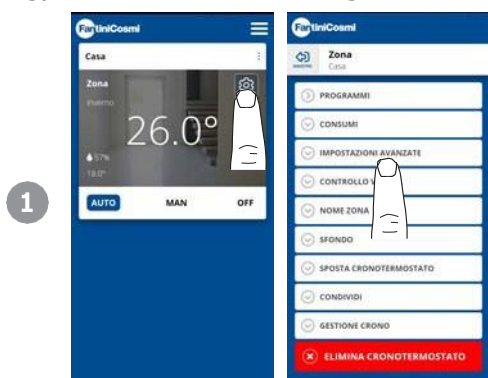 1
FantiniCosmi
Casa
Zona
Inverno
26.0°
57%
18.0°
AUTO MAN OFF
FantiniCosmi
Zona
Casa
PROGRAMMI
CONSUMI
IMPOSTAZIONI AVANZATE
CONTROLLO V
NOME ZONA
SFONDO
SPOSTA CRONOTERMOSTATO
CONDIVIDI
GESTIONE CRONO
ELIMINA CRONOTERMOSTATO